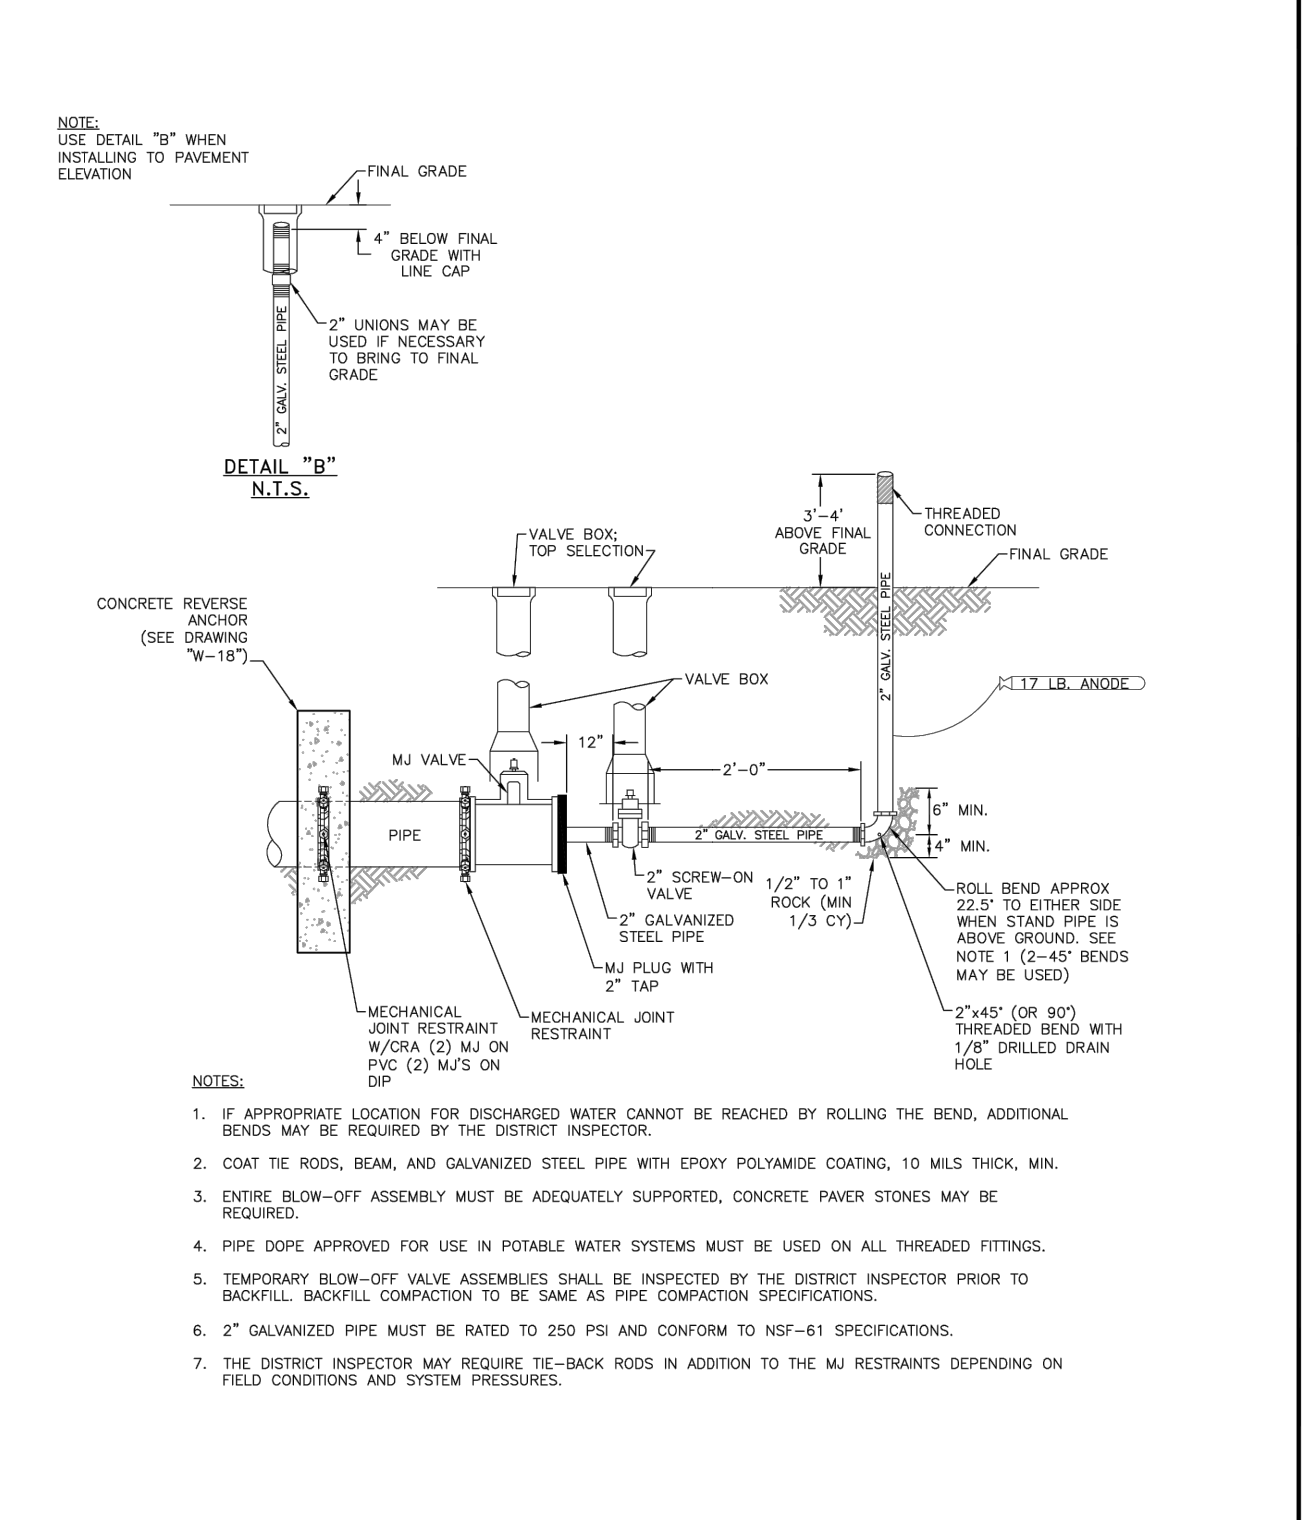 NOTE:
USE DETAIL "B" WHEN
INSTALLING TO PAVEMENT
ELEVATION
FINAL GRADE
4" BELOW FINAL
GRADE WITH
LINE CAP
2" UNIONS MAY BE
USED IF NECESSARY
TO BRING TO FINAL
GRADE
2" GALV. STEEL PIPE
DETAIL "B"
N.T.S.
3'-4'
ABOVE FINAL
GRADE
THREADED
CONNECTION
FINAL GRADE
VALVE BOX;
TOP SELECTION
CONCRETE REVERSE
ANCHOR
(SEE DRAWING
"W-18")
2" GALV. STEEL PIPE
VALVE BOX
17 LB. ANODE
12"
MJ VALVE
2'-0"
6" MIN.
PIPE
2" GALV. STEEL PIPE
4" MIN.
2" SCREW-ON
VALVE
1/2" TO 1"
ROCK (MIN
1/3 CY)
ROLL BEND APPROX
22.5° TO EITHER SIDE
WHEN STAND PIPE IS
ABOVE GROUND. SEE
NOTE 1 (2-45° BENDS
MAY BE USED)
2" GALVANIZED
STEEL PIPE
MJ PLUG WITH
2" TAP
MECHANICAL
JOINT RESTRAINT
W/CRA (2) MJ ON
PVC (2) MJ'S ON
DIP
MECHANICAL JOINT
RESTRAINT
2"x45° (OR 90°)
THREADED BEND WITH
1/8" DRILLED DRAIN
HOLE
NOTES:
1. IF APPROPRIATE LOCATION FOR DISCHARGED WATER CANNOT BE REACHED BY ROLLING THE BEND, ADDITIONAL
BENDS MAY BE REQUIRED BY THE DISTRICT INSPECTOR.
2. COAT TIE RODS, BEAM, AND GALVANIZED STEEL PIPE WITH EPOXY POLYAMIDE COATING, 10 MILS THICK, MIN.
3. ENTIRE BLOW-OFF ASSEMBLY MUST BE ADEQUATELY SUPPORTED, CONCRETE PAVER STONES MAY BE
REQUIRED.
4. PIPE DOPE APPROVED FOR USE IN POTABLE WATER SYSTEMS MUST BE USED ON ALL THREADED FITTINGS.
5. TEMPORARY BLOW-OFF VALVE ASSEMBLIES SHALL BE INSPECTED BY THE DISTRICT INSPECTOR PRIOR TO
BACKFILL. BACKFILL COMPACTION TO BE SAME AS PIPE COMPACTION SPECIFICATIONS.
6. 2" GALVANIZED PIPE MUST BE RATED TO 250 PSI AND CONFORM TO NSF-61 SPECIFICATIONS.
7. THE DISTRICT INSPECTOR MAY REQUIRE TIE-BACK RODS IN ADDITION TO THE MJ RESTRAINTS DEPENDING ON
FIELD CONDITIONS AND SYSTEM PRESSURES.